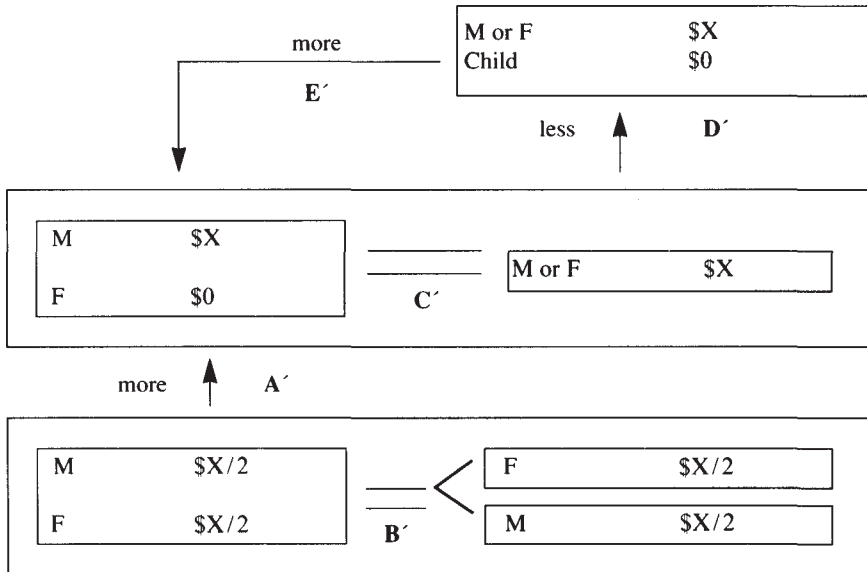 more
E´
M or F $X
Child $0
less
D´
M $X
F $0
C´
M or F $X
more
A´
M $X/2
F $X/2
B´
F $X/2
M $X/2